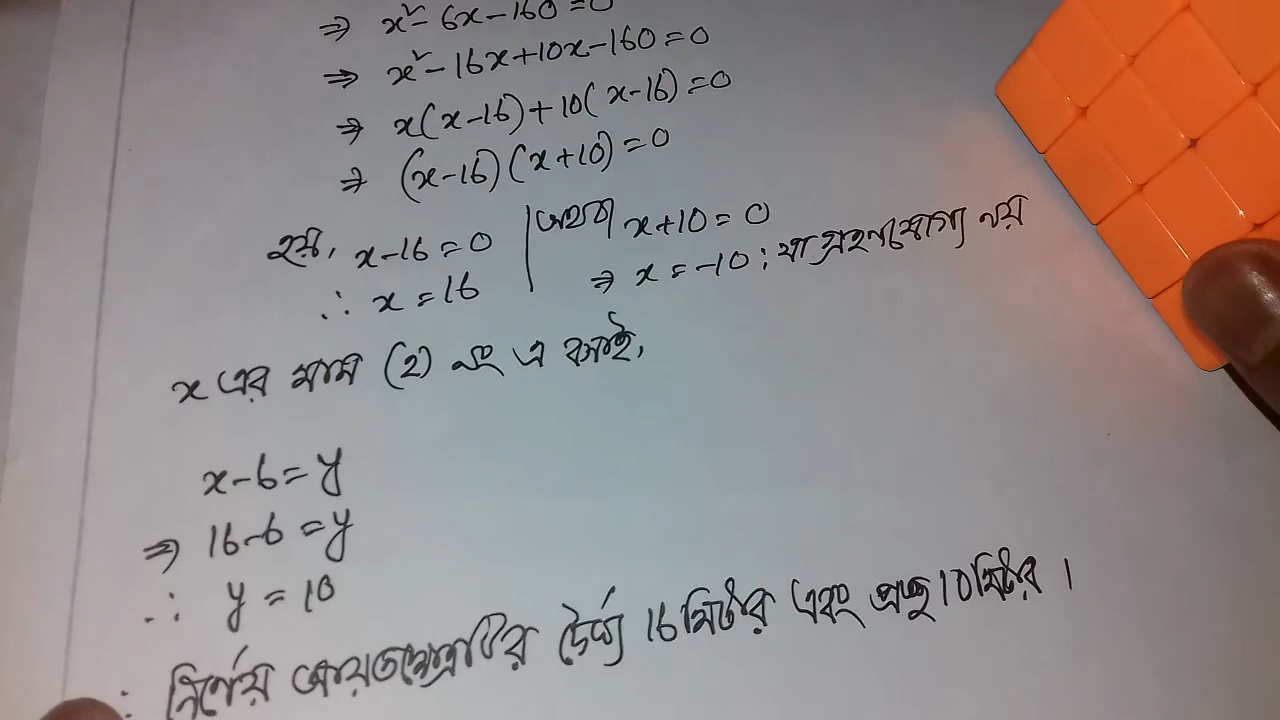 ⇒ x² - 6x - 160 = 0
⇒ x² - 16x + 10x - 160 = 0
⇒ x(x-16) + 10(x-16) = 0
⇒ (x-16)(x+10) = 0
হয়, x-16 = 0 | অথবা x+10 = 0
∴ x = 16 | ⇒ x = -10 ; যা গ্রহণযোগ্য নয়
x এর মান (2) নং এ বসাই,
x-6 = y
⇒ 16-6 = y
∴ y = 10
∴ নির্ণেয় আয়তক্ষেত্রটির দৈর্ঘ্য 16 মিটার এবং প্রস্থ 10 মিটার ।